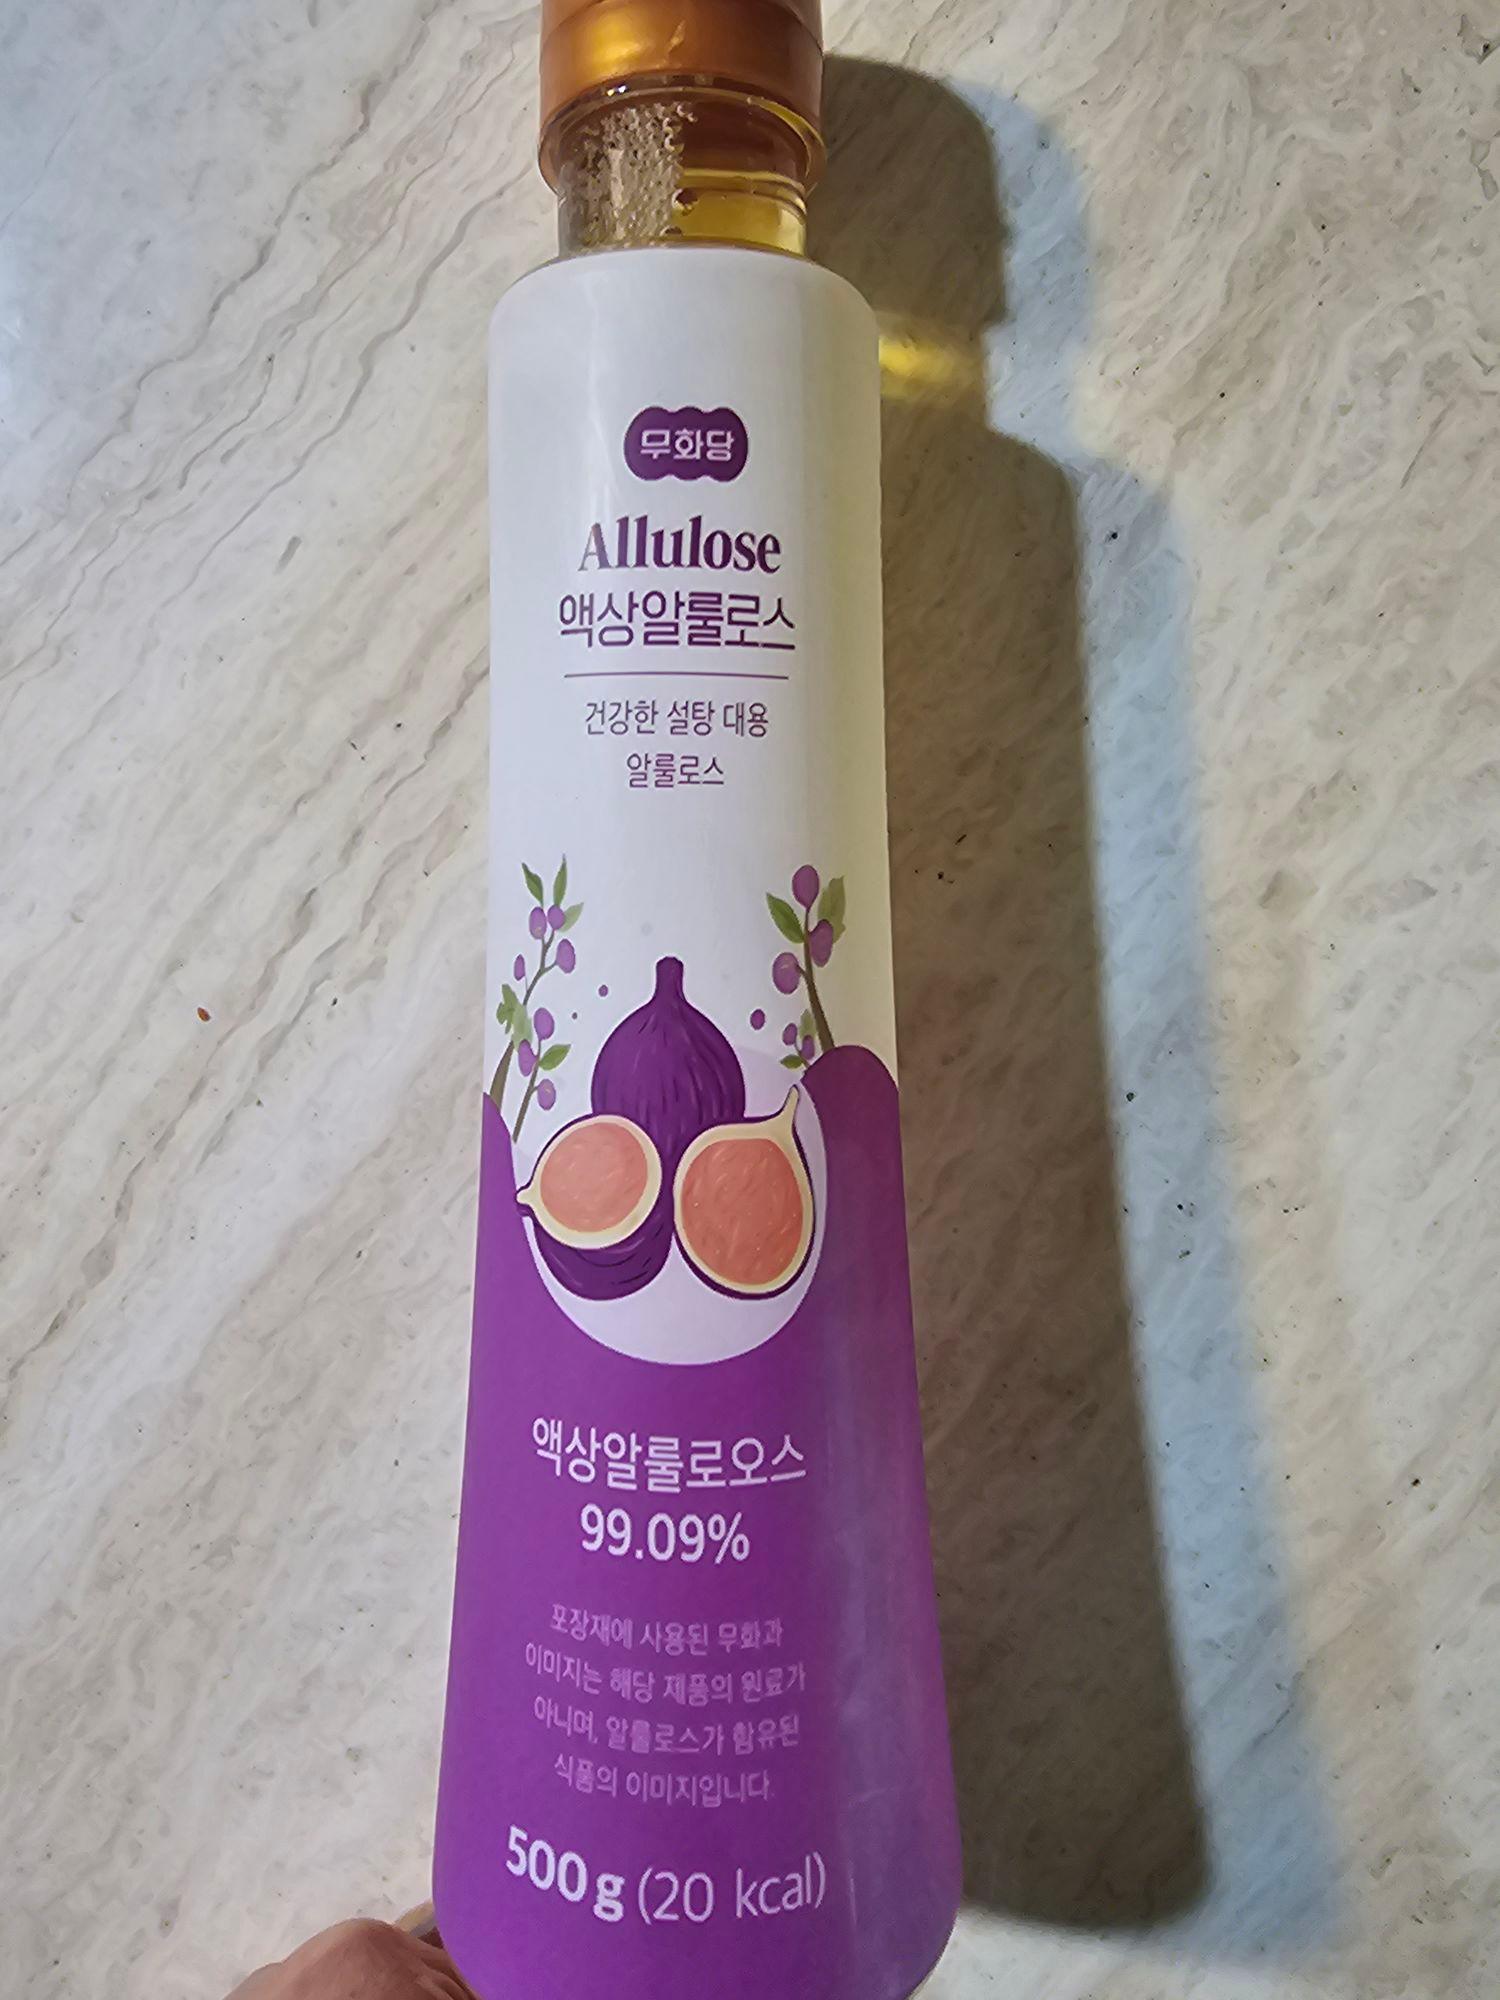 무화당
Allulose
액상알룰로스
건강한 설탕 대용
알룰로스
액상알룰로오스
99.09%
포장재에 사용된 무화과
이미지는 해당 제품의 원료가
아니며, 알룰로스가 함유된
식품의 이미지입니다.
500g (20 kcal)